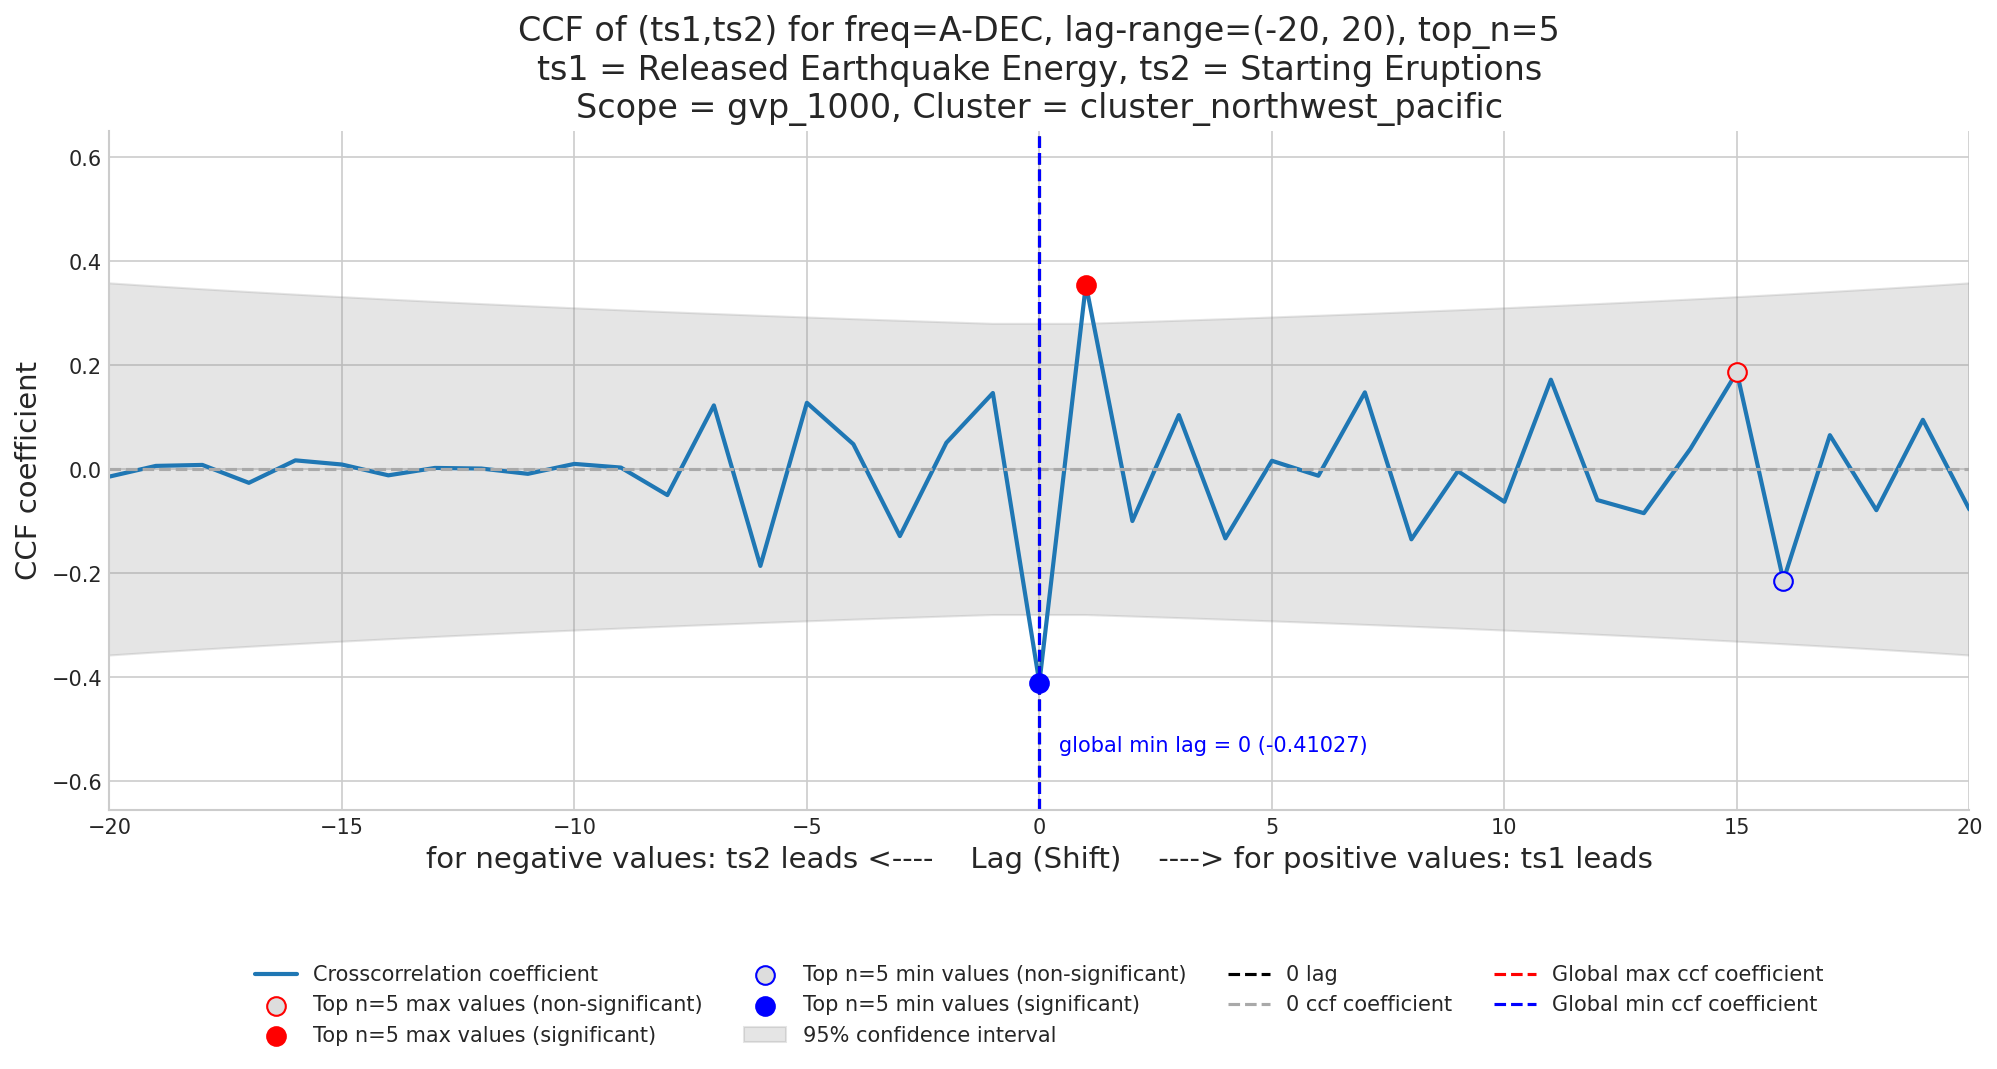 CCF of (ts1,ts2) for freq=A-DEC, lag-range=(-20, 20), top_n=5
ts1 = Released Earthquake Energy, ts2 = Starting Eruptions
Scope = gvp_1000, Cluster = cluster_northwest_pacific
CCF coefficient
0.6
0.4
0.2
0.0
−0.2
−0.4
−0.6
global min lag = 0 (-0.41027)
−20
−15
−10
−5
0
5
10
15
20
for negative values: ts2 leads <----    Lag (Shift)    ----> for positive values: ts1 leads
Crosscorrelation coefficient
Top n=5 max values (non-significant)
Top n=5 max values (significant)
Top n=5 min values (non-significant)
Top n=5 min values (significant)
95% confidence interval
0 lag
0 ccf coefficient
Global max ccf coefficient
Global min ccf coefficient